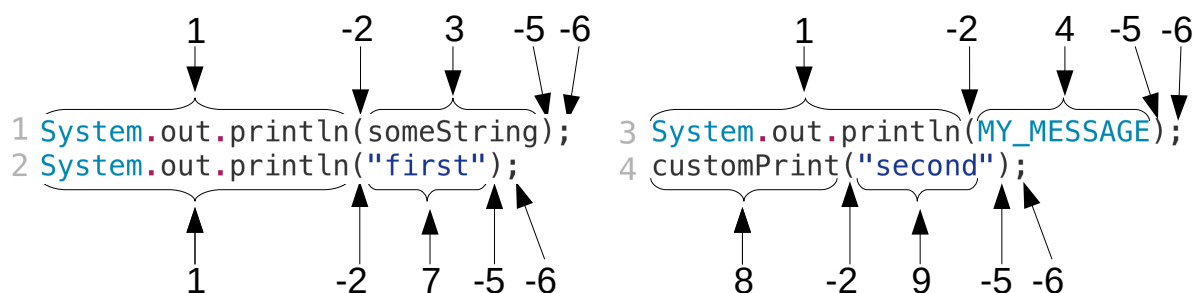 1 -2 3 -5 -6
1 System.out.println(someString);
2 System.out.println("first");
1 -2 7 -5 -6
1 -2 4 -5 -6
3 System.out.println(MY_MESSAGE);
4 customPrint("second");
8 -2 9 -5 -6